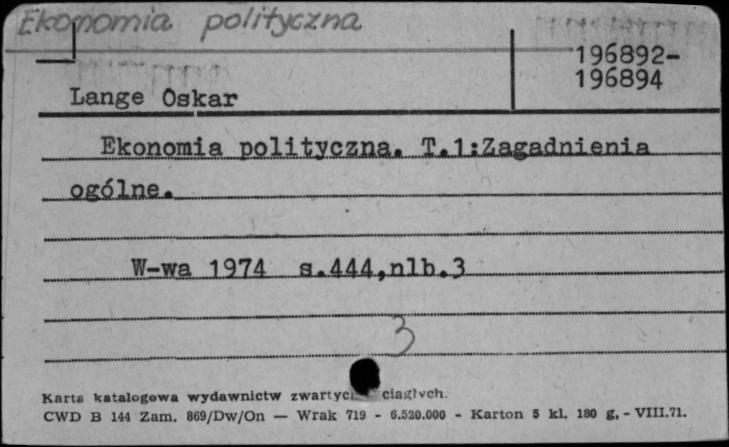 Ekonomia polityczna
196892-
196894
Lange Oskar
Ekonomia polityczna. T.1:Zagadnienia
ogólne.
W-wa 1974 s.444,nlb.3
3
Karta katalogowa wydawnictw zwartyc ciągłych.
CWD B 144 Zam. 869/Dw/On — Wrak 719 - 6.520.000 - Karton 5 kl. 180 g, - VIII.71.